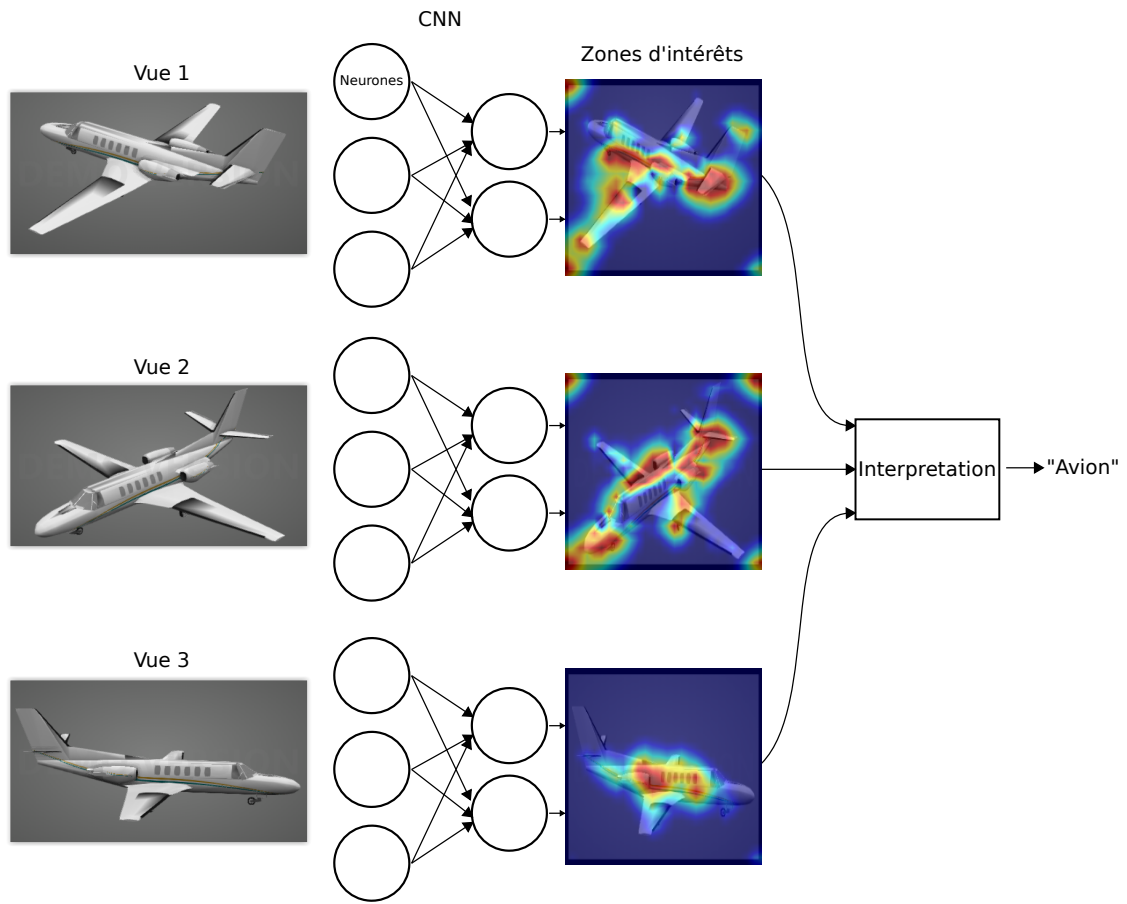 CNN
Zones d'intérêts
Vue 1
Neurones
Vue 2
Interpretation
"Avion"
Vue 3